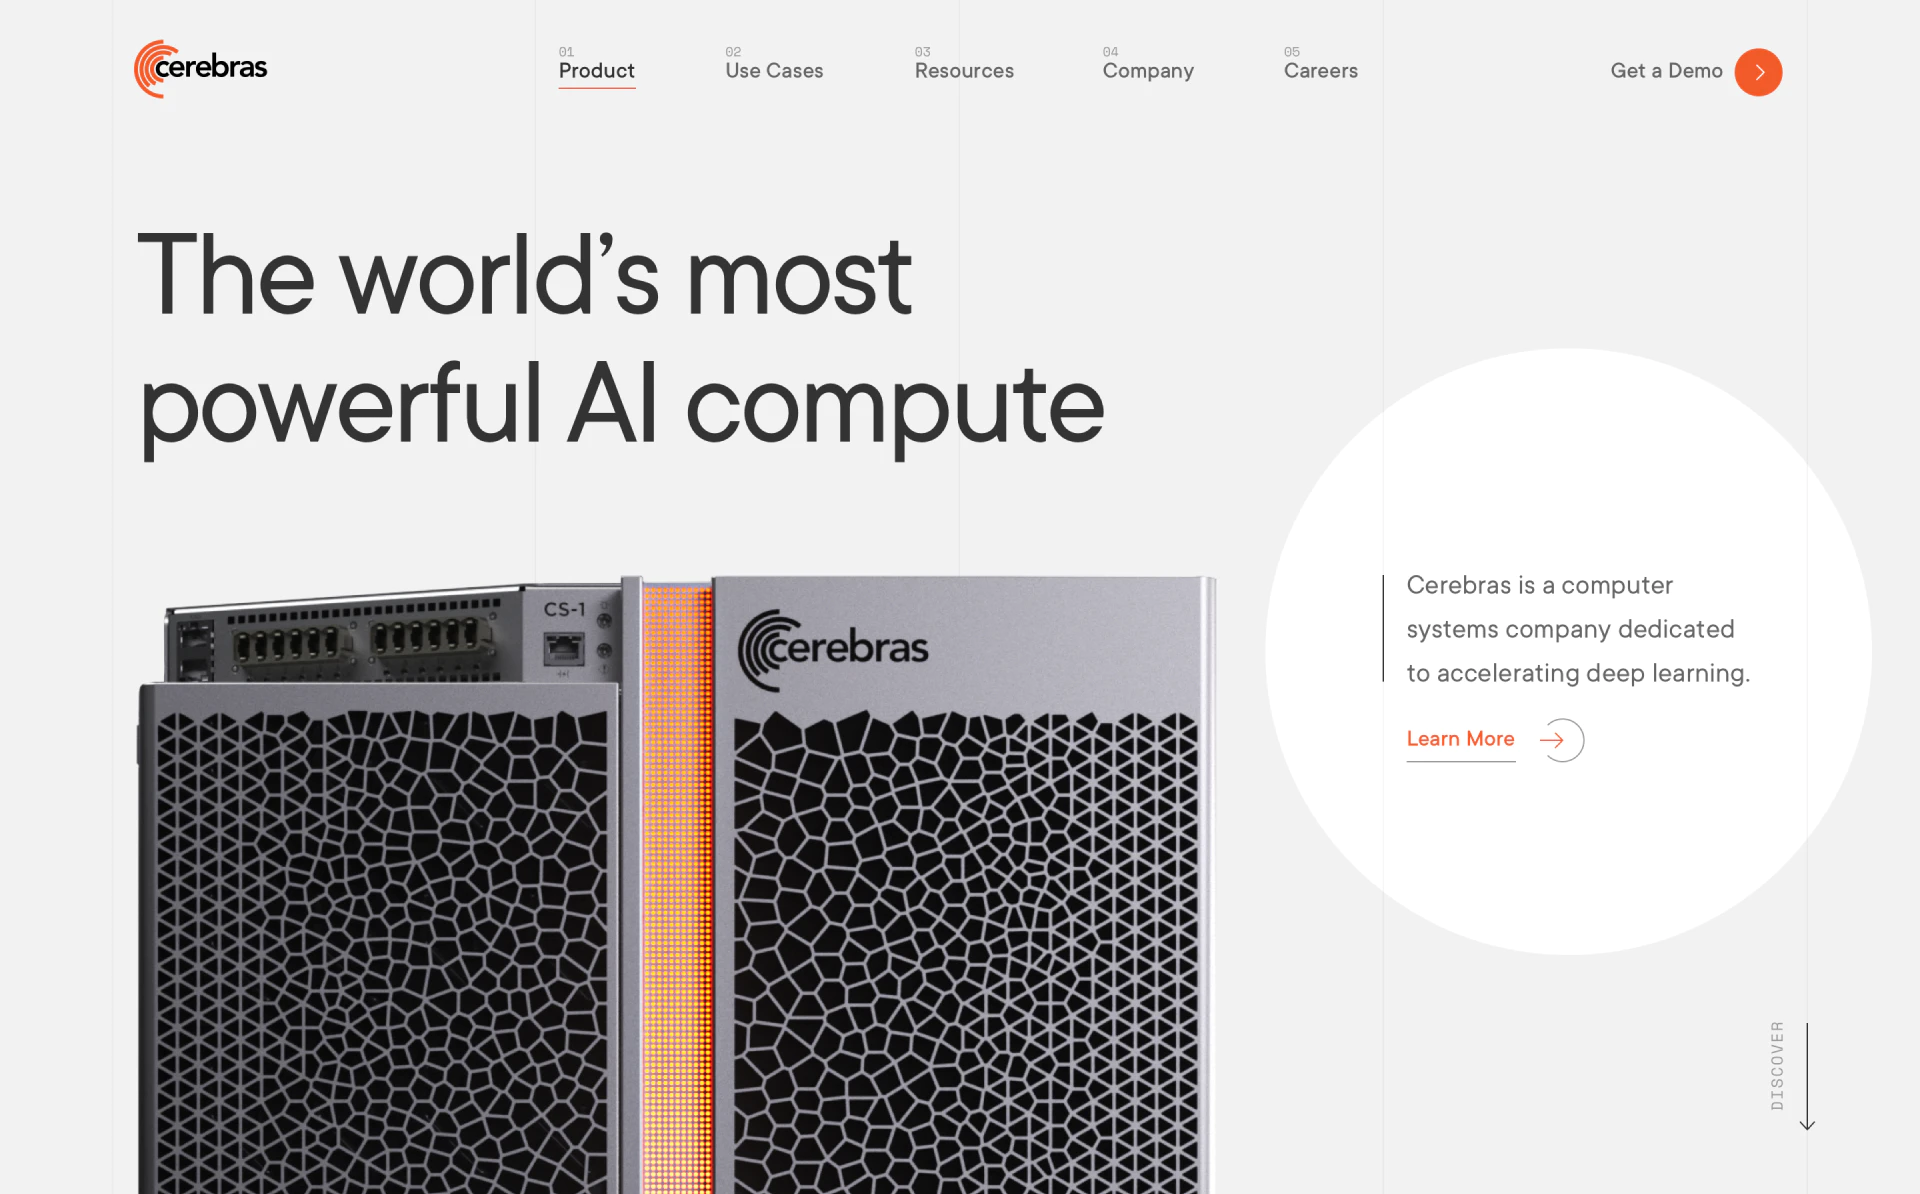 cerebras
01
Product
02
Use Cases
03
Resources
04
Company
05
Careers
Get a Demo
The world’s most
powerful AI compute
CS-1
cerebras
Cerebras is a computer
systems company dedicated
to accelerating deep learning.
Learn More
DISCOVER